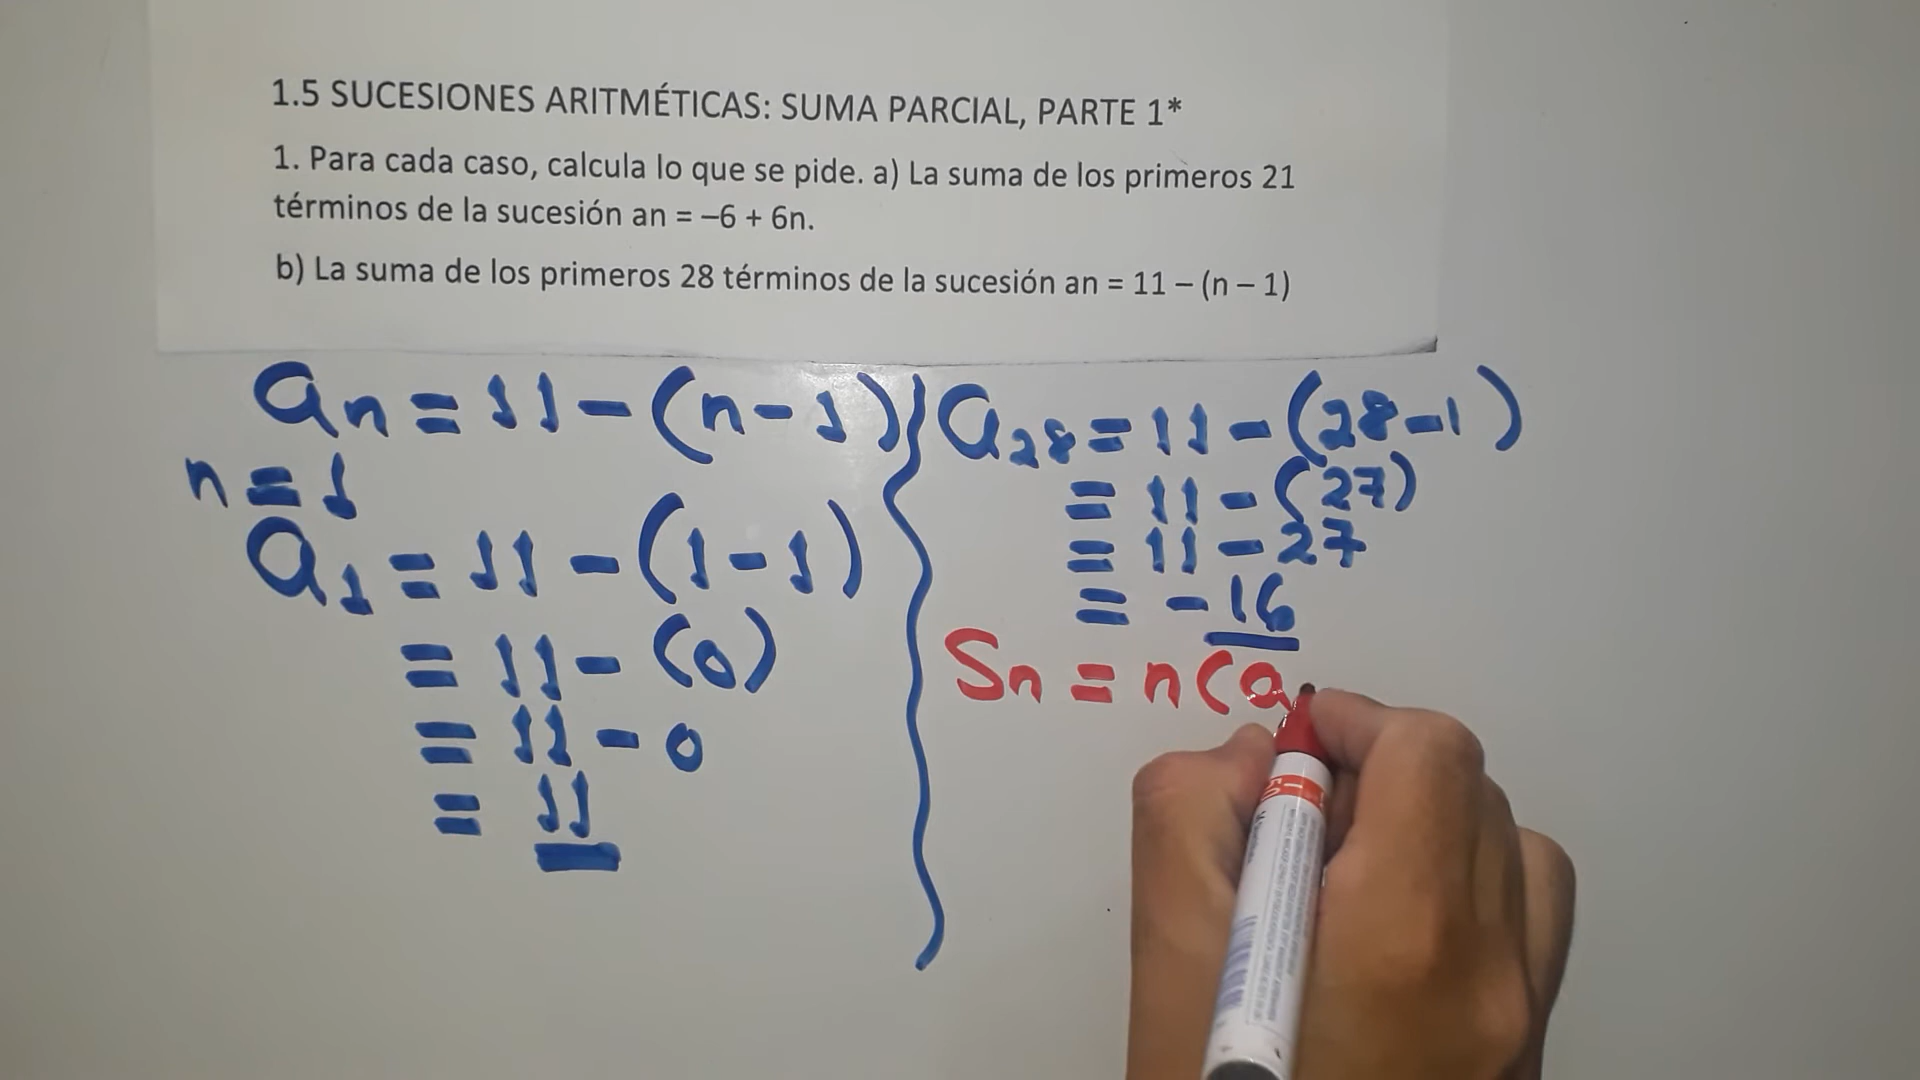 1.5 SUCESIONES ARITMÉTICAS: SUMA PARCIAL, PARTE 1*
1. Para cada caso, calcula lo que se pide. a) La suma de los primeros 21
términos de la sucesión an = –6 + 6n.
b) La suma de los primeros 28 términos de la sucesión an = 11 – (n – 1)
an = 11 - (n - 1)
n = 1
a1 = 11 - (1 - 1)
= 11 - (0)
= 11 - 0
= 11
a28 = 11 - (28 - 1)
= 11 - (27)
= 11 - 27
= - 16
Sn = n(a